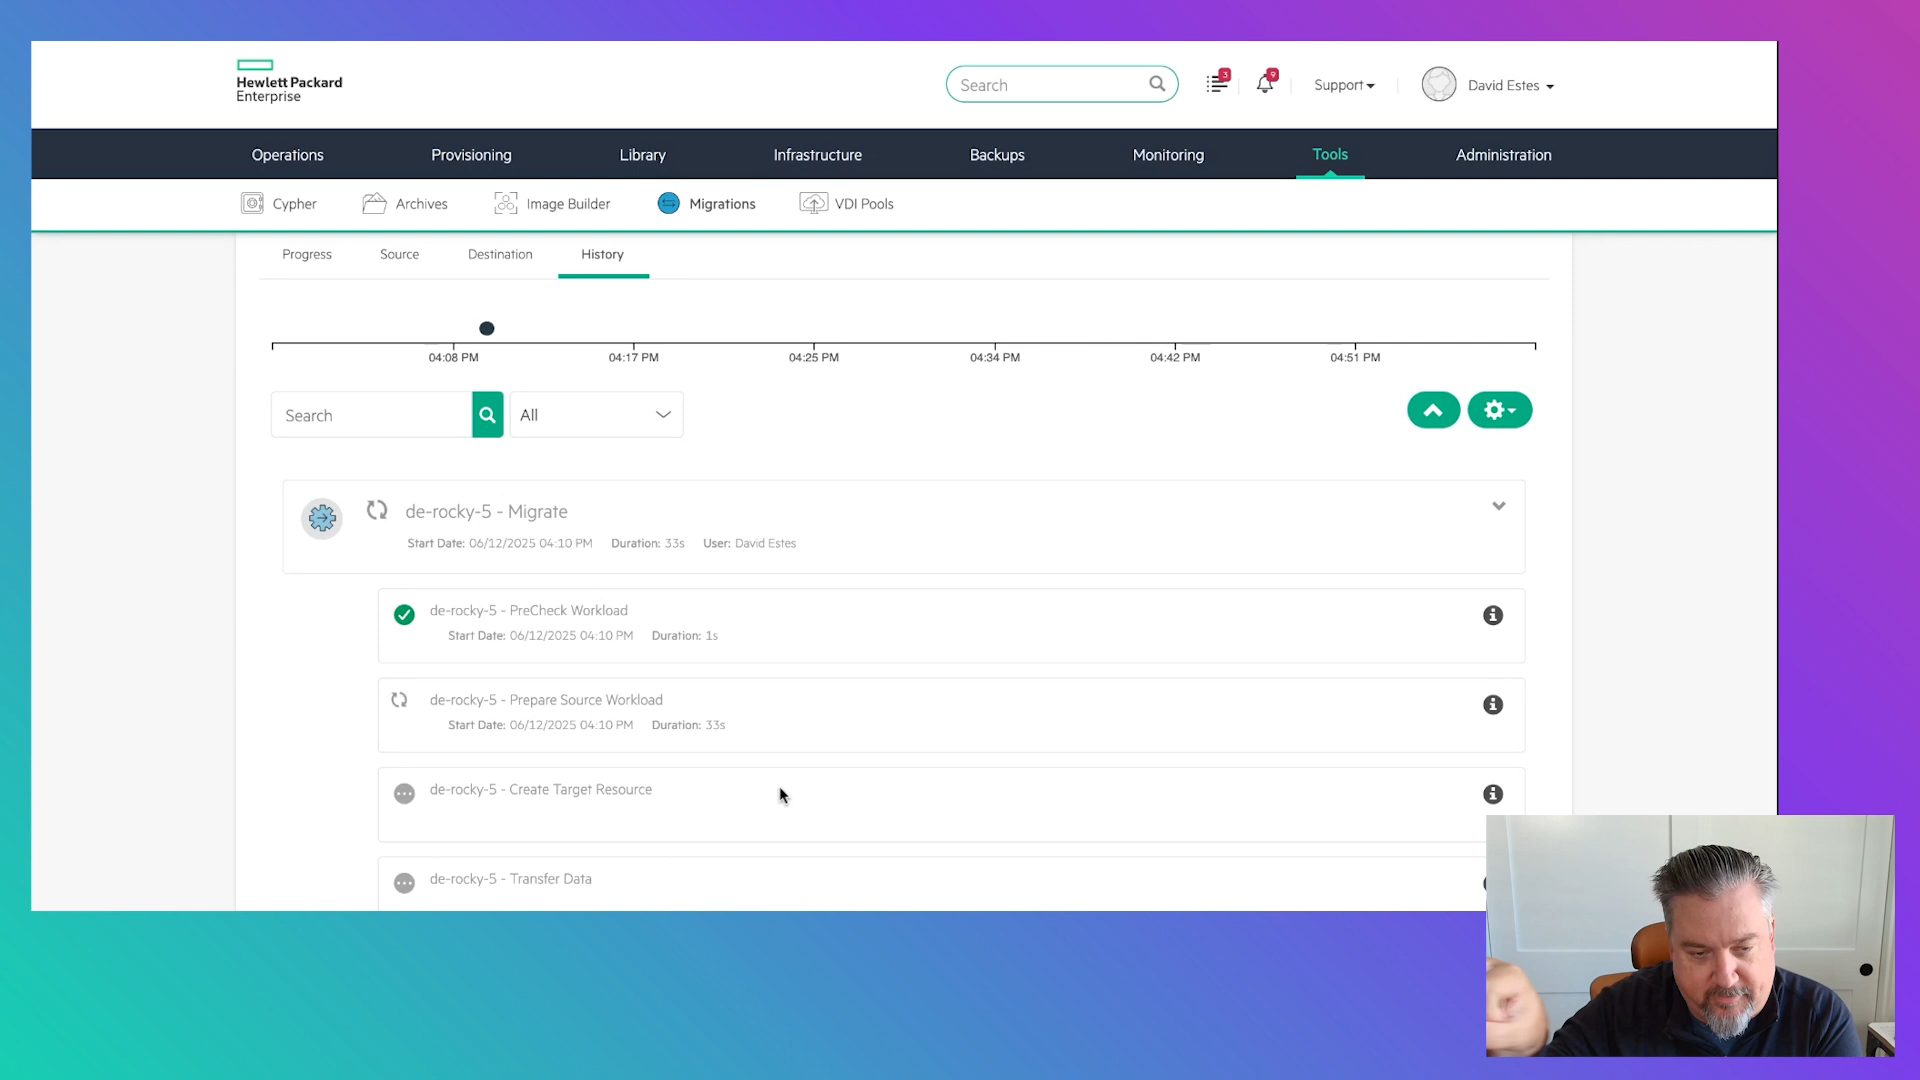 Hewlett Packard
Enterprise
Search
3
9
Support
David Estes
Operations
Provisioning
Library
Infrastructure
Backups
Monitoring
Tools
Administration
Cypher
Archives
Image Builder
Migrations
VDI Pools
Progress
Source
Destination
History
04:08 PM
04:17 PM
04:25 PM
04:34 PM
04:42 PM
04:51 PM
Search
All
de-rocky-5 - Migrate
Start Date: 06/12/2025 04:10 PM Duration: 33s User: David Estes
de-rocky-5 - PreCheck Workload
Start Date: 06/12/2025 04:10 PM Duration: 1s
de-rocky-5 - Prepare Source Workload
Start Date: 06/12/2025 04:10 PM Duration: 33s
de-rocky-5 - Create Target Resource
de-rocky-5 - Transfer Data